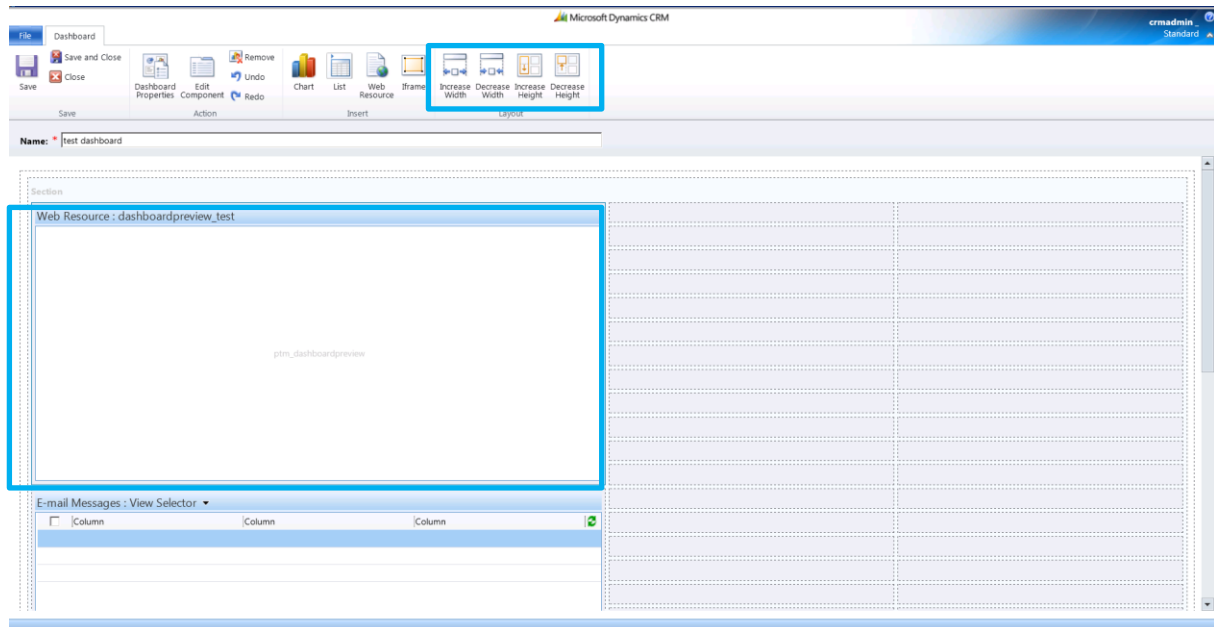 Microsoft Dynamics CRM
crmadmin_
Standard
File
Dashboard
Save
Save and Close
Close
Dashboard Properties
Edit Component
Remove
Undo
Redo
Chart
List
Web Resource
Iframe
Increase Width
Decrease Width
Increase Height
Decrease Height
Save
Action
Insert
Layout
Name: * test dashboard
Section
Web Resource : dashboardpreview_test
ptm_dashboardpreview
E-mail Messages : View Selector
Column Column Column